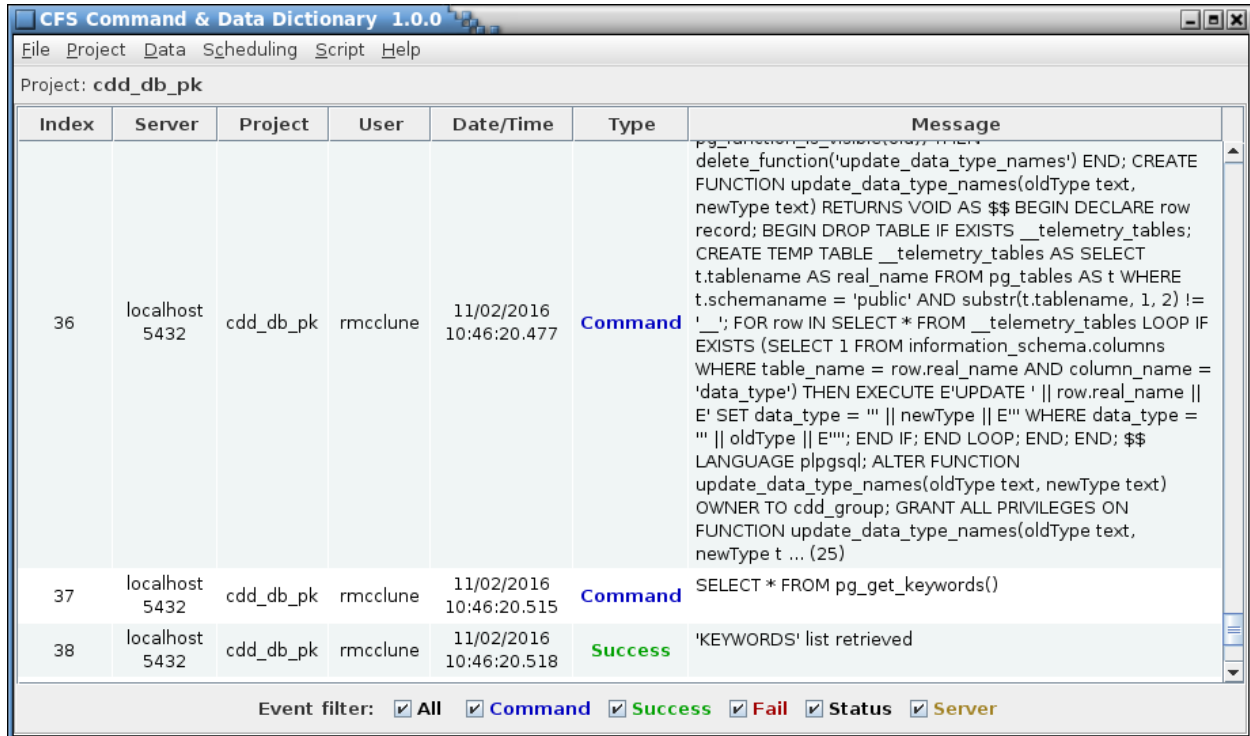 CFS Command & Data Dictionary 1.0.0
File Project Data Scheduling Script Help
Project: cdd_db_pk
Index Server Project User Date/Time Type Message
36
localhost
5432
cdd_db_pk
rmcclune
11/02/2016
10:46:20.477
Command
pg_function_is_visible(oid)) THEN
delete_function('update_data_type_names') END; CREATE
FUNCTION update_data_type_names(oldType text,
newType text) RETURNS VOID AS $$ BEGIN DECLARE row
record; BEGIN DROP TABLE IF EXISTS __telemetry_tables;
CREATE TEMP TABLE __telemetry_tables AS SELECT
t.tablename AS real_name FROM pg_tables AS t WHERE
t.schemaname = 'public' AND substr(t.tablename, 1, 2) !=
'__'; FOR row IN SELECT * FROM __telemetry_tables LOOP IF
EXISTS (SELECT 1 FROM information_schema.columns
WHERE table_name = row.real_name AND column_name =
'data_type') THEN EXECUTE E'UPDATE ' || row.real_name ||
E' SET data_type = ''' || newType || E''' WHERE data_type =
''' || oldType || E''''; END IF; END LOOP; END; END; $$
LANGUAGE plpgsql; ALTER FUNCTION
update_data_type_names(oldType text, newType text)
OWNER TO cdd_group; GRANT ALL PRIVILEGES ON
FUNCTION update_data_type_names(oldType text,
newType t ... (25)
37
localhost
5432
cdd_db_pk
rmcclune
11/02/2016
10:46:20.515
Command
SELECT * FROM pg_get_keywords()
38
localhost
5432
cdd_db_pk
rmcclune
11/02/2016
10:46:20.518
Success
'KEYWORDS' list retrieved
Event filter: All Command Success Fail Status Server